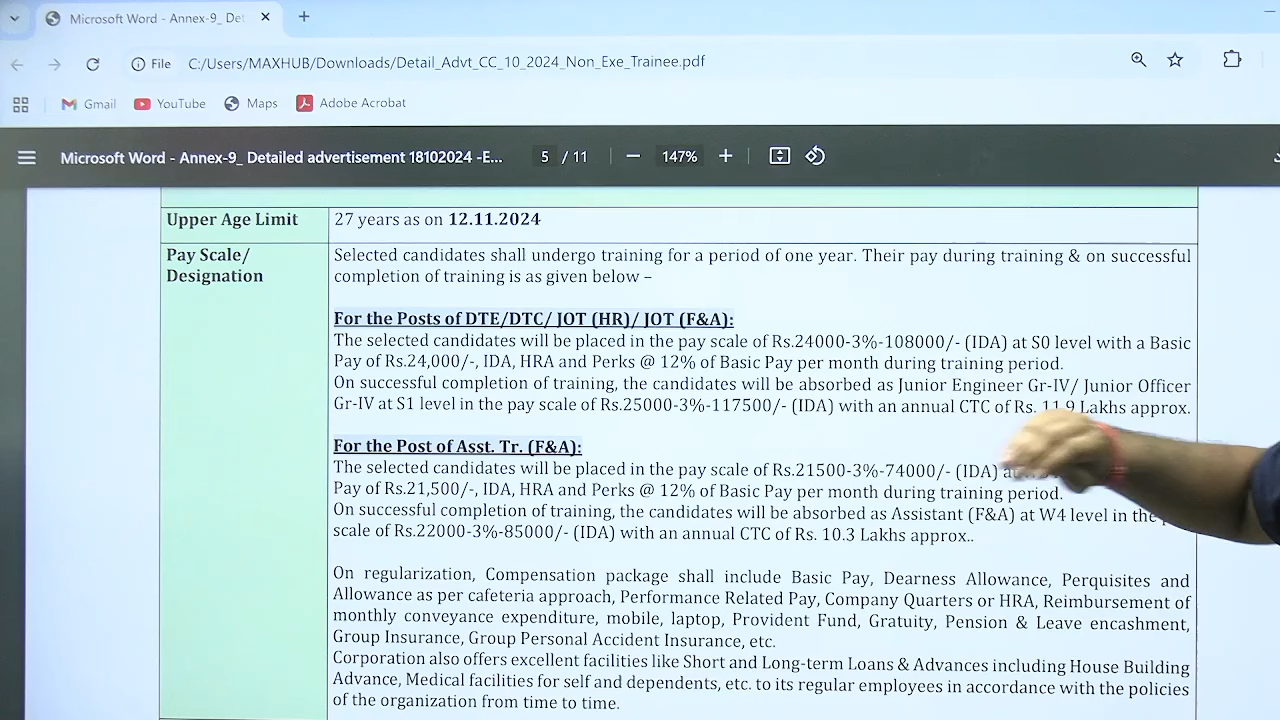 Microsoft Word - Annex-9_ Det
File C:/Users/MAXHUB/Downloads/Detail_Advt_CC_10_2024_Non_Exe_Trainee.pdf
Gmail YouTube Maps Adobe Acrobat
Microsoft Word - Annex-9_ Detailed advertisement 18102024 -E... 5 / 11 147%
Upper Age Limit 27 years as on 12.11.2024
Pay Scale/ Selected candidates shall undergo training for a period of one year. Their pay during training & on successful
Designation completion of training is as given below –
For the Posts of DTE/DTC/ JOT (HR)/ JOT (F&A):
The selected candidates will be placed in the pay scale of Rs.24000-3%-108000/- (IDA) at S0 level with a Basic
Pay of Rs.24,000/-, IDA, HRA and Perks @ 12% of Basic Pay per month during training period.
On successful completion of training, the candidates will be absorbed as Junior Engineer Gr-IV/ Junior Officer
Gr-IV at S1 level in the pay scale of Rs.25000-3%-117500/- (IDA) with an annual CTC of Rs. 11.9 Lakhs approx.
For the Post of Asst. Tr. (F&A):
The selected candidates will be placed in the pay scale of Rs.21500-3%-74000/- (IDA)
Pay of Rs.21,500/-, IDA, HRA and Perks @ 12% of Basic Pay per month during training period.
On successful completion of training, the candidates will be absorbed as Assistant (F&A) at W4 level in the
scale of Rs.22000-3%-85000/- (IDA) with an annual CTC of Rs. 10.3 Lakhs approx..
On regularization, Compensation package shall include Basic Pay, Dearness Allowance, Perquisites and
Allowance as per cafeteria approach, Performance Related Pay, Company Quarters or HRA, Reimbursement of
monthly conveyance expenditure, mobile, laptop, Provident Fund, Gratuity, Pension & Leave encashment,
Group Insurance, Group Personal Accident Insurance, etc.
Corporation also offers excellent facilities like Short and Long-term Loans & Advances including House Building
Advance, Medical facilities for self and dependents, etc. to its regular employees in accordance with the policies
of the organization from time to time.